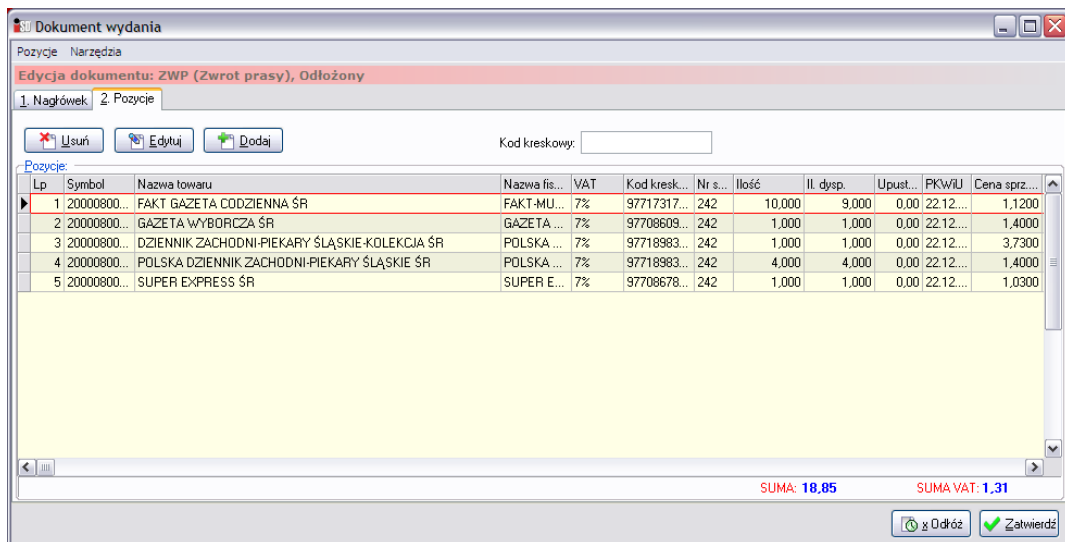 Dokument wydania
Pozycje Narzędzia
Edycja dokumentu: ZWP (Zwrot prasy), Odłożony
1. Nagłówek 2. Pozycje
Usuń Edytuj Dodaj Kod kreskowy:
Pozycje:
Lp Symbol Nazwa towaru Nazwa fis... VAT Kod kresk... Nr s... Ilość Il. dysp. Upust... PKWiU Cena sprz....
1 20000800... FAKT GAZETA CODZIENNA ŚR FAKT-MU... 7% 97717317... 242 10,000 9,000 0,00 22.12.... 1,1200
2 20000800... GAZETA WYBORCZA ŚR GAZETA ... 7% 97708609... 242 1,000 1,000 0,00 22.12.... 1,4000
3 20000800... DZIENNIK ZACHODNI-PIEKARY ŚLĄSKIE-KOLEKCJA ŚR POLSKA ... 7% 97718983... 242 1,000 1,000 0,00 22.12.... 3,7300
4 20000800... POLSKA DZIENNIK ZACHODNI-PIEKARY ŚLĄSKIE ŚR POLSKA ... 7% 97718983... 242 4,000 4,000 0,00 22.12.... 1,4000
5 20000800... SUPER EXPRESS ŚR SUPER E... 7% 97708678... 242 1,000 1,000 0,00 22.12.... 1,0300
SUMA: 18,85 SUMA VAT: 1,31
x Odłóż Zatwierdź